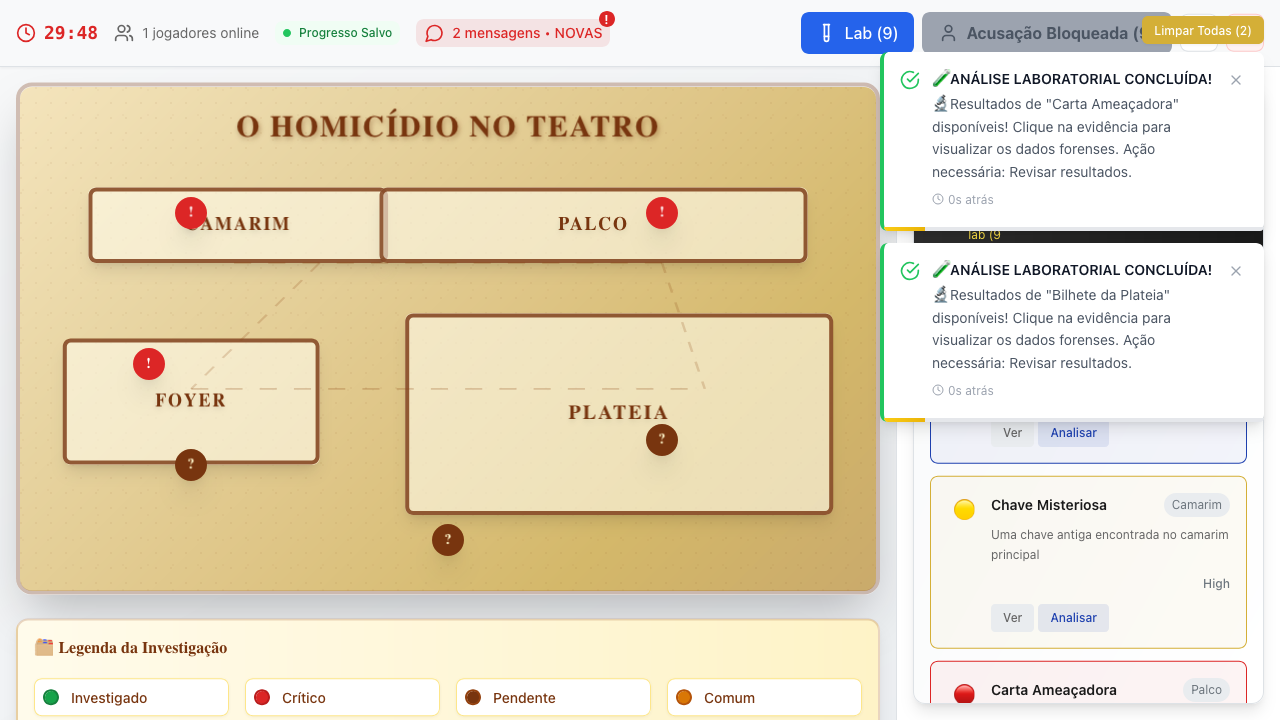 29:48
1 jogadores online
Progresso Salvo
2 mensagens • NOVAS
!
Lab (9)
Acusação Bloqueada (
Limpar Todas (2)
O HOMICÍDIO NO TEATRO
!
AMARIM
PALCO
!
!
FOYER
?
PLATEIA
?
?
🧪ANÁLISE LABORATORIAL CONCLUÍDA!
🔬Resultados de "Carta Ameaçadora"
disponíveis! Clique na evidência para
visualizar os dados forenses. Ação
necessária: Revisar resultados.
0s atrás
lab (9
🧪ANÁLISE LABORATORIAL CONCLUÍDA!
🔬Resultados de "Bilhete da Plateia"
disponíveis! Clique na evidência para
visualizar os dados forenses. Ação
necessária: Revisar resultados.
0s atrás
Ver
Analisar
Chave Misteriosa
Camarim
Uma chave antiga encontrada no camarim
principal
High
Ver
Analisar
Carta Ameaçadora
Palco
Legenda da Investigação
Investigado
Crítico
Pendente
Comum